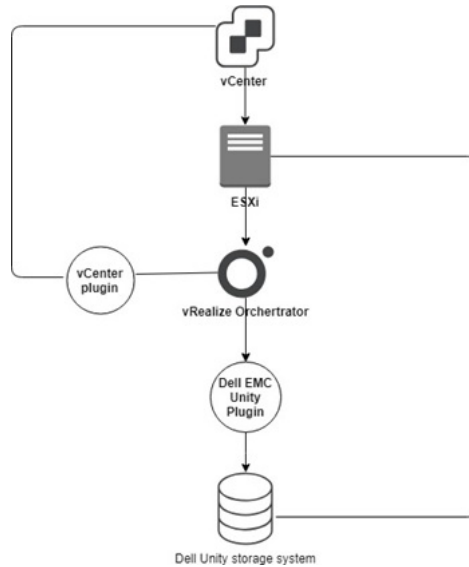 vCenter
ESXi
vCenter
plugin
vRealize Orchertrator
Dell EMC
Unity
Plugin
Dell Unity storage system